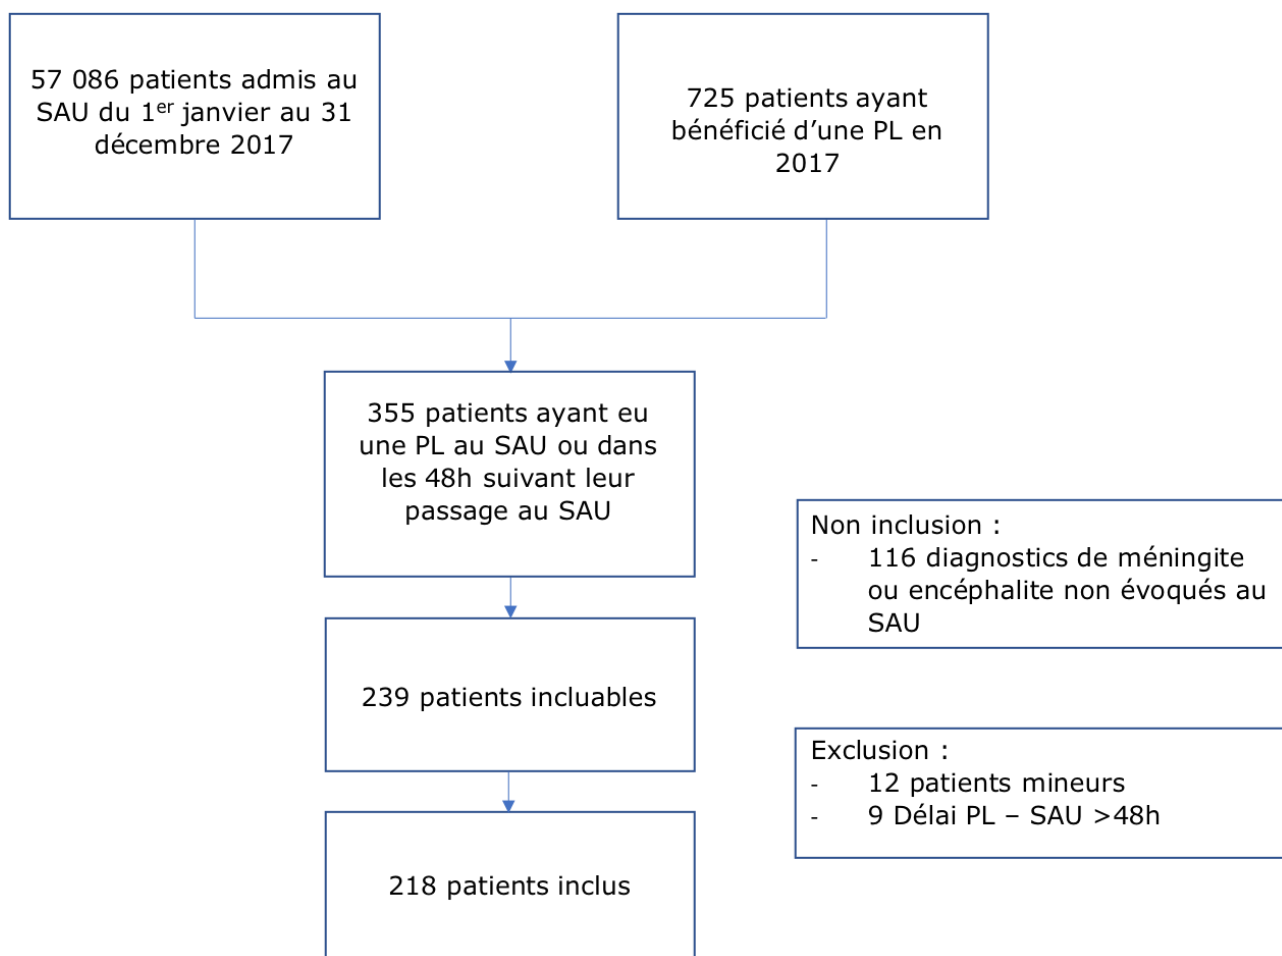 57 086 patients admis au
SAU du 1er janvier au 31
décembre 2017
725 patients ayant
bénéficié d’une PL en
2017
355 patients ayant eu
une PL au SAU ou dans
les 48h suivant leur
passage au SAU
Non inclusion :
- 116 diagnostics de méningite
ou encéphalite non évoqués au
SAU
239 patients incluables
Exclusion :
- 12 patients mineurs
- 9 Délai PL – SAU >48h
218 patients inclus